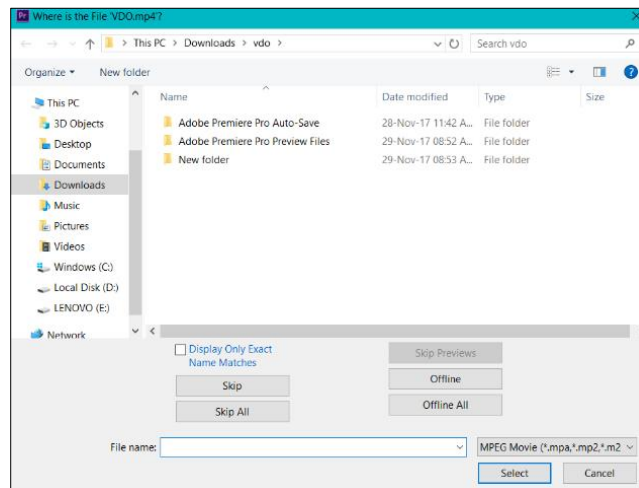 Pr Where is the File 'VDO.mp4'?
This PC > Downloads > vdo >
Search vdo
Organize
New folder
Name
Date modified
Type
Size
This PC
3D Objects
Desktop
Documents
Downloads
Music
Pictures
Videos
Windows (C:)
Local Disk (D:)
LENOVO (E:)
Network
Adobe Premiere Pro Auto-Save 28-Nov-17 11:42 A... File folder
Adobe Premiere Pro Preview Files 29-Nov-17 08:52 A... File folder
New folder 29-Nov-17 08:53 A... File folder
Display Only Exact
Name Matches
Skip Previews
Skip
Offline
Skip All
Offline All
File name:
MPEG Movie (*.mpa,*.mp2,*.m2
Select
Cancel